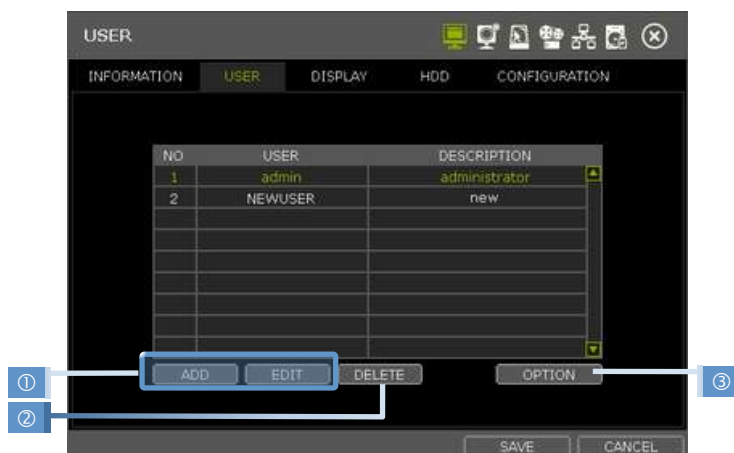 USER
INFORMATION USER DISPLAY HDD CONFIGURATION
NO USER DESCRIPTION
1 admin administrator
2 NEWUSER new
① ADD EDIT DELETE OPTION ③
②
SAVE CANCEL